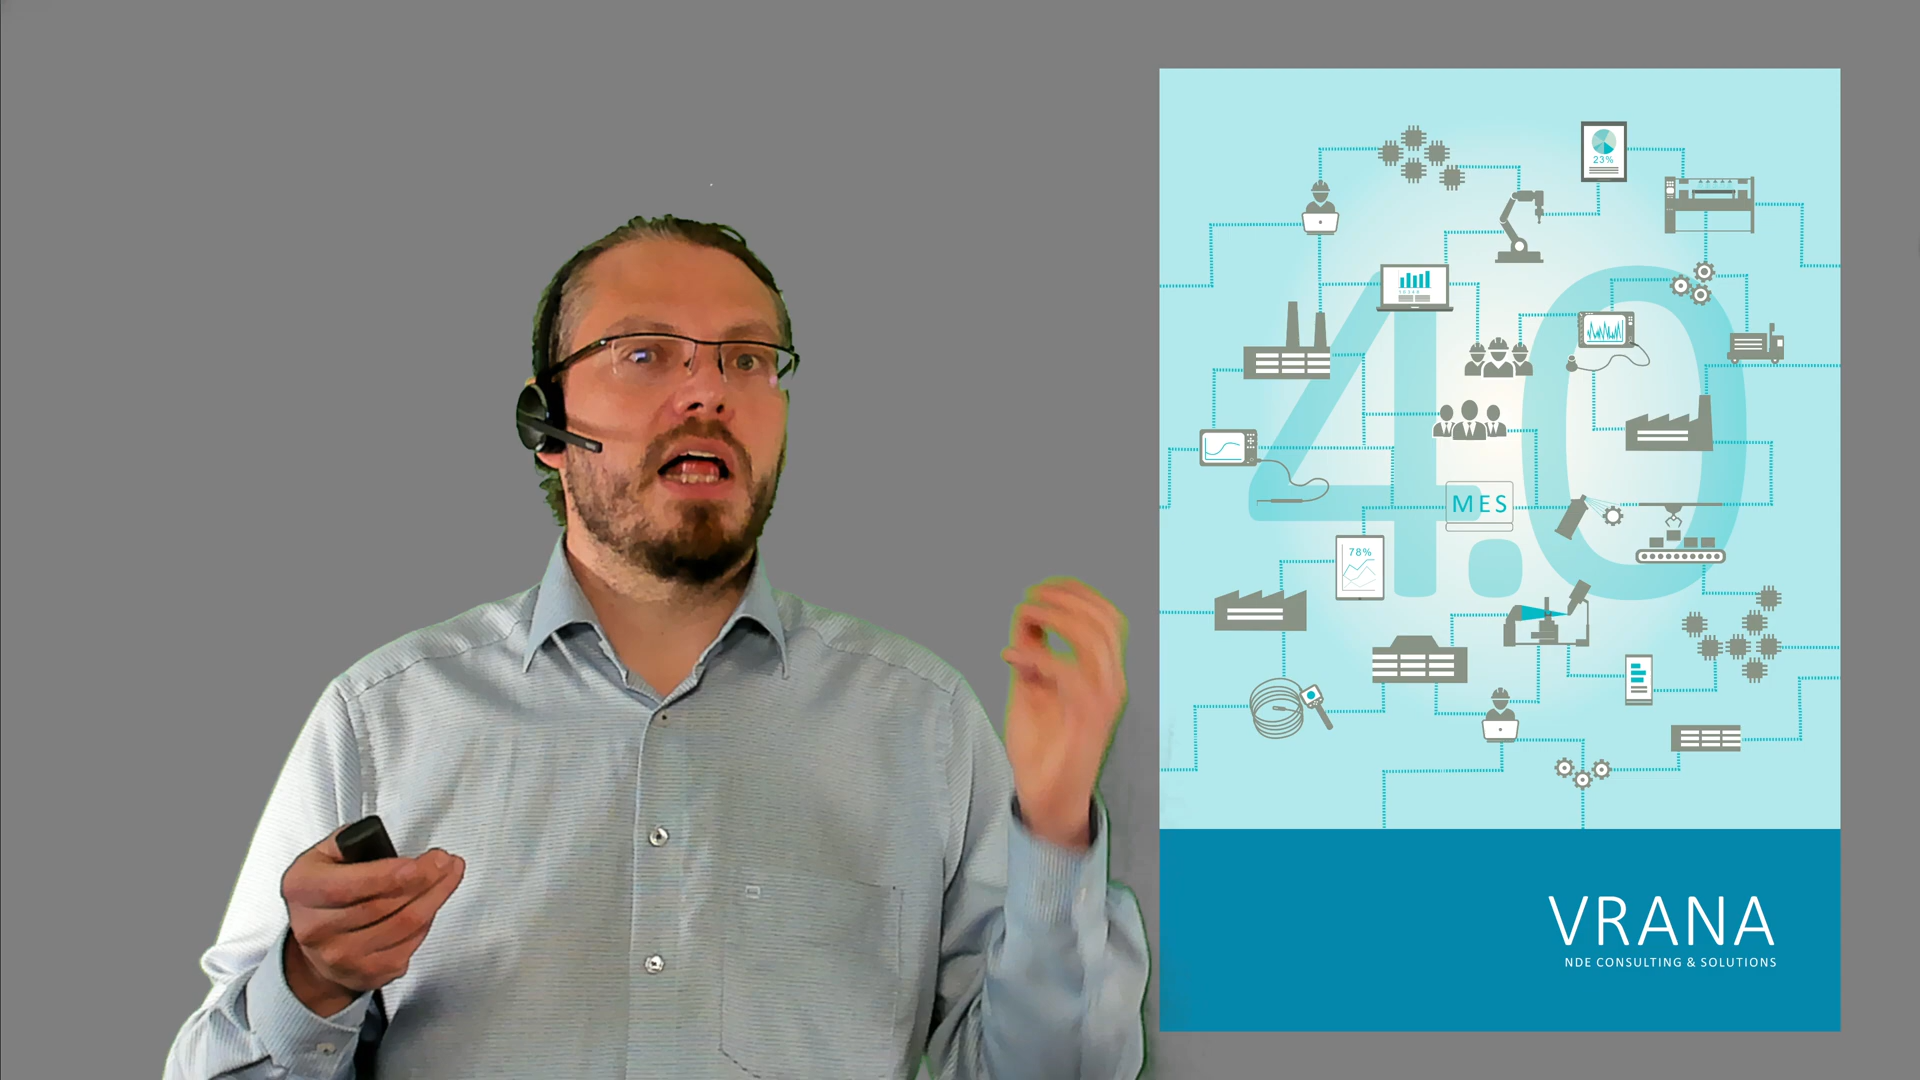 23%
4.0
MES
78%
VRANA
NDE CONSULTING & SOLUTIONS